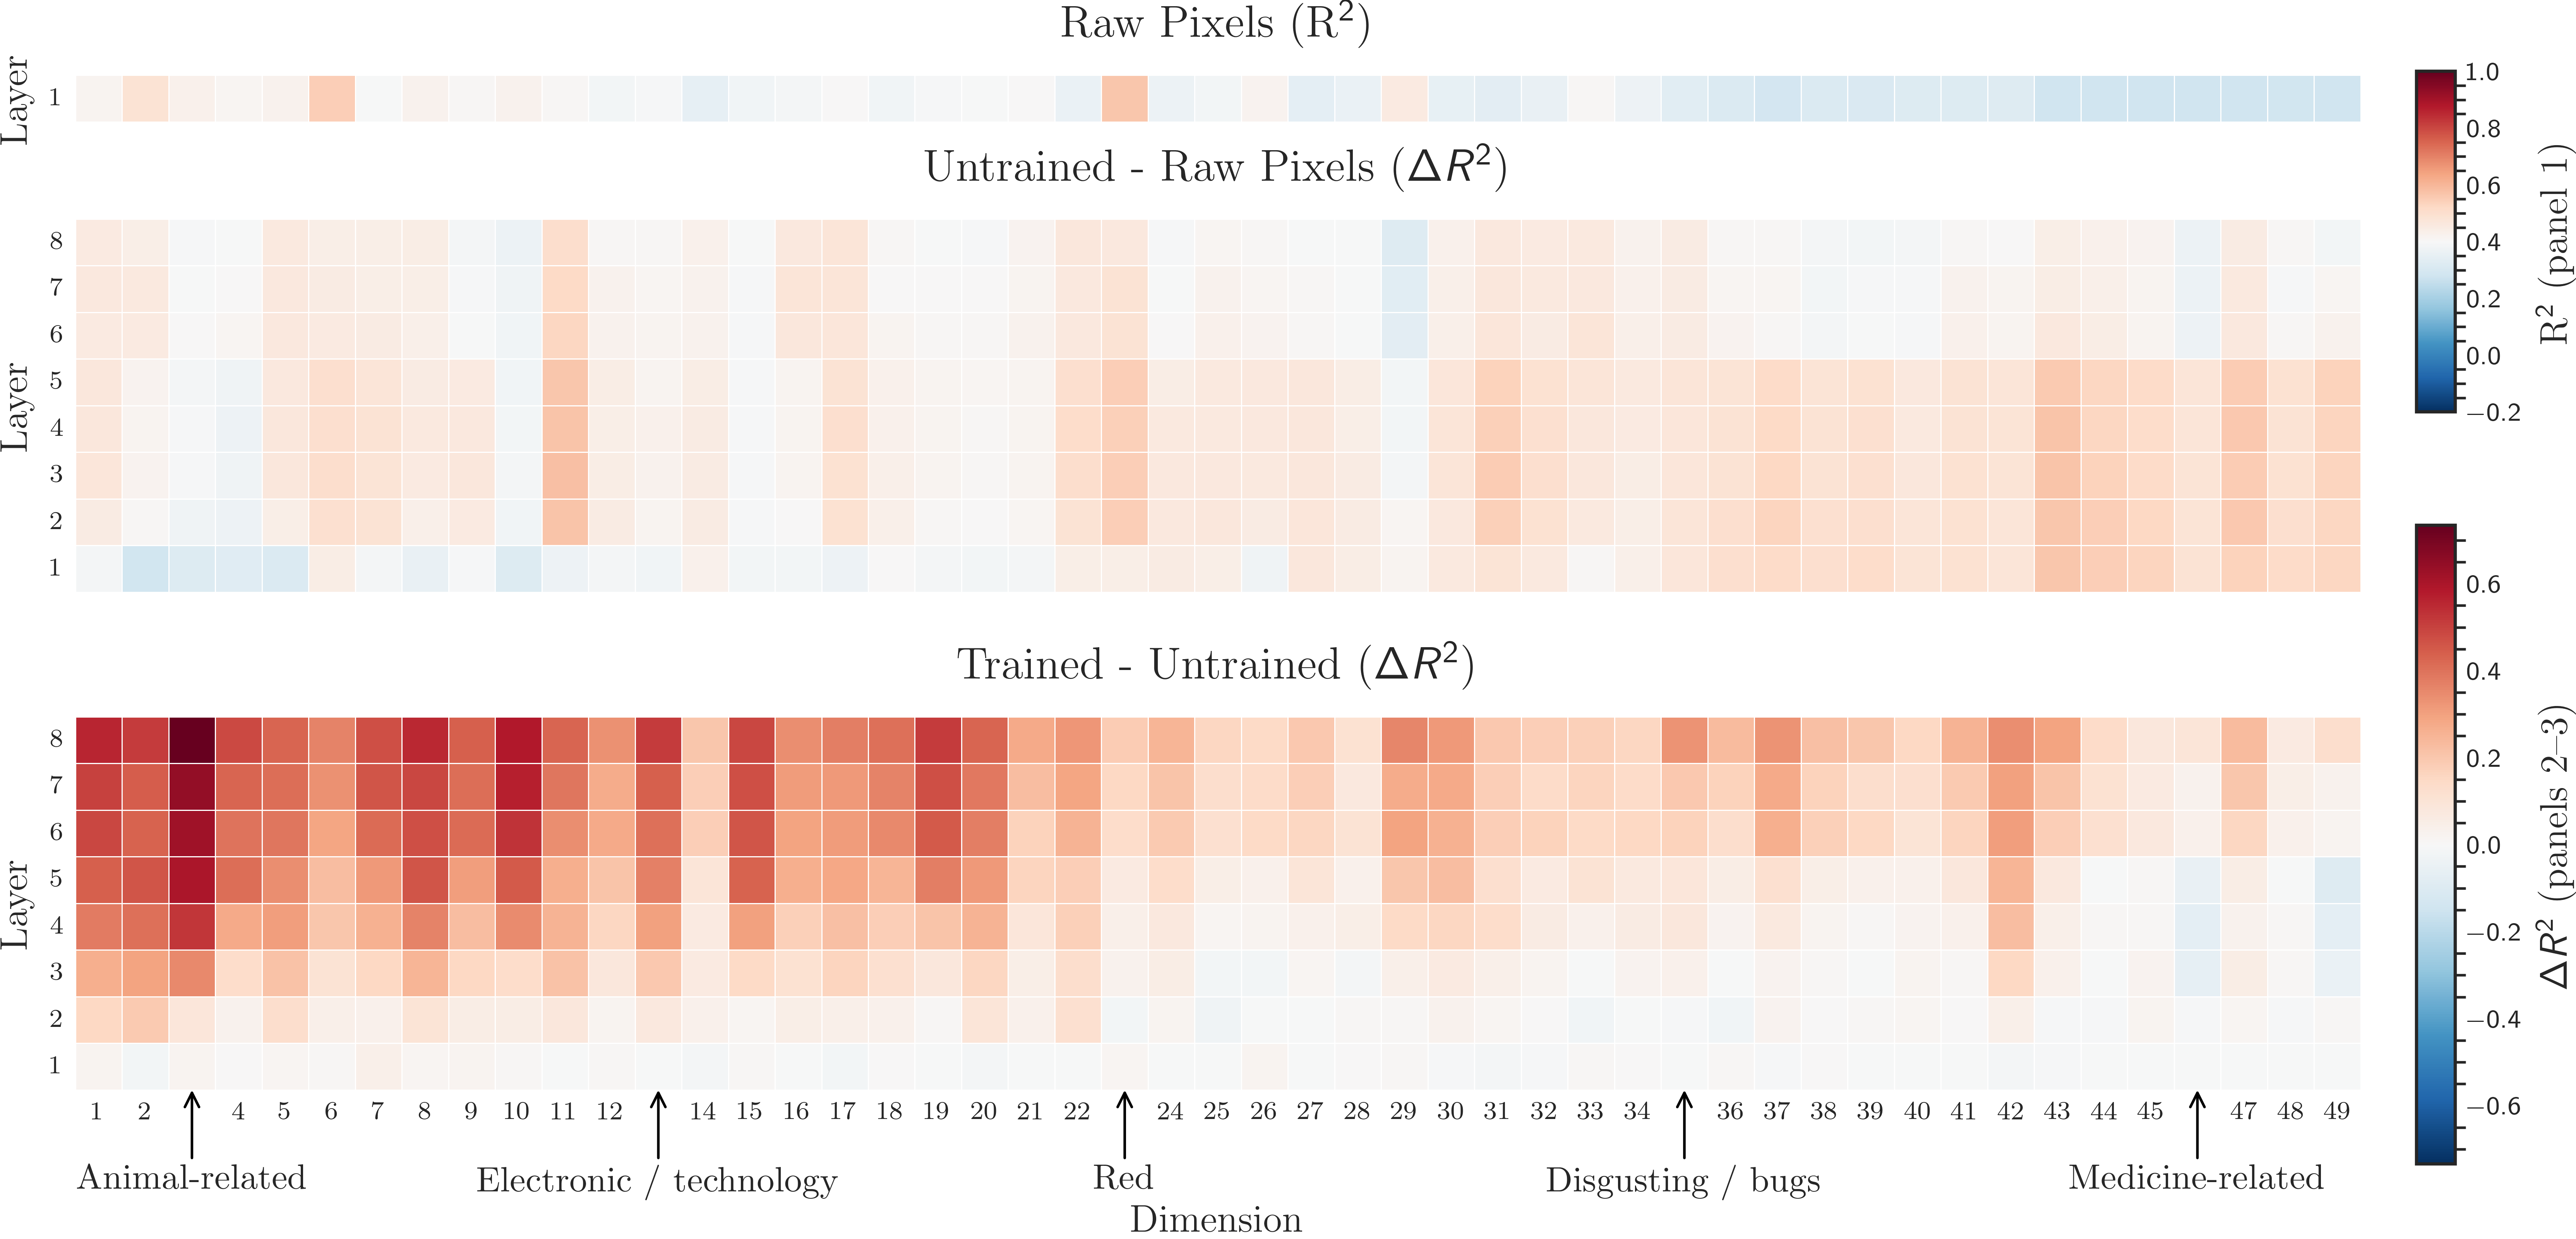 Raw Pixels (R²)
Layer
1
Untrained - Raw Pixels (ΔR²)
Layer
8
7
6
5
4
3
2
1
Trained - Untrained (ΔR²)
Layer
8
7
6
5
4
3
2
1
1 2 4 5 6 7 8 9 10 11 12 14 15 16 17 18 19 20 21 22 24 25 26 27 28 29 30 31 32 33 34 36 37 38 39 40 41 42 43 44 45 47 48 49
Animal-related Electronic / technology Red Disgusting / bugs Medicine-related
Dimension
1.0
0.8
0.6
0.4
0.2
0.0
−0.2
R² (panel 1)
0.6
0.4
0.2
0.0
−0.2
−0.4
−0.6
ΔR² (panels 2–3)